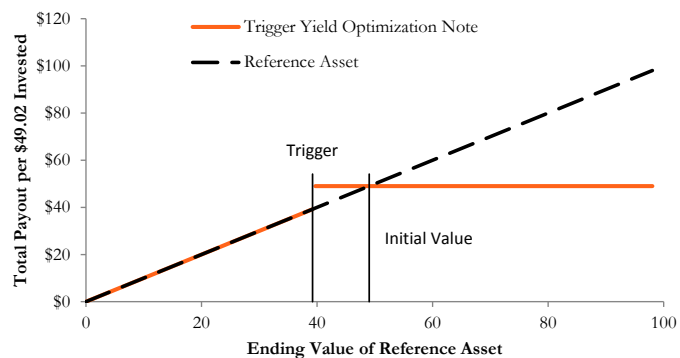 $120
$100
$80
$60
$40
$20
$0
Total Payout per $49.02 Invested
Trigger Yield Optimization Note
Reference Asset
Trigger
Initial Value
0 20 40 60 80 100
Ending Value of Reference Asset